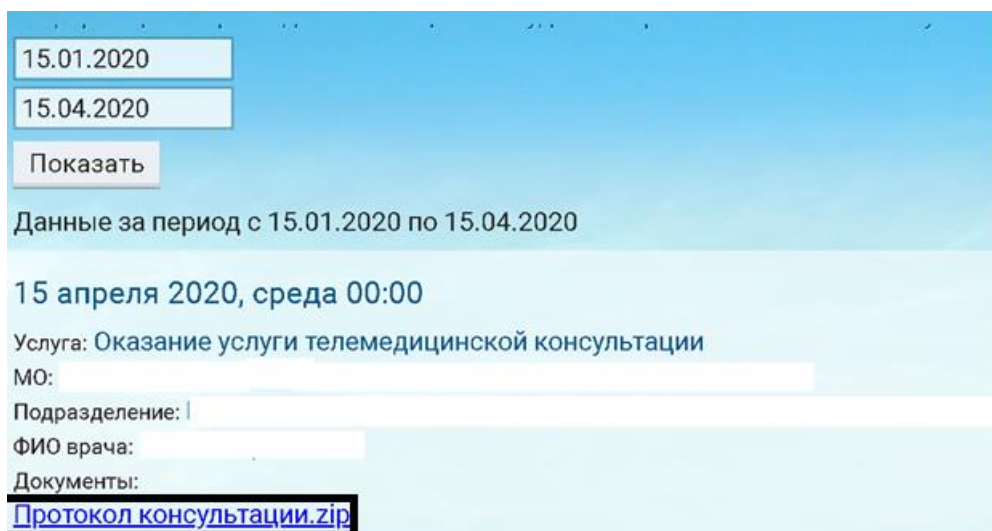 15.01.2020
15.04.2020
Показать
Данные за период с 15.01.2020 по 15.04.2020
15 апреля 2020, среда 00:00
Услуга: Оказание услуги телемедицинской консультации
МО:
Подразделение:
ФИО врача:
Документы:
Протокол консультации.zip